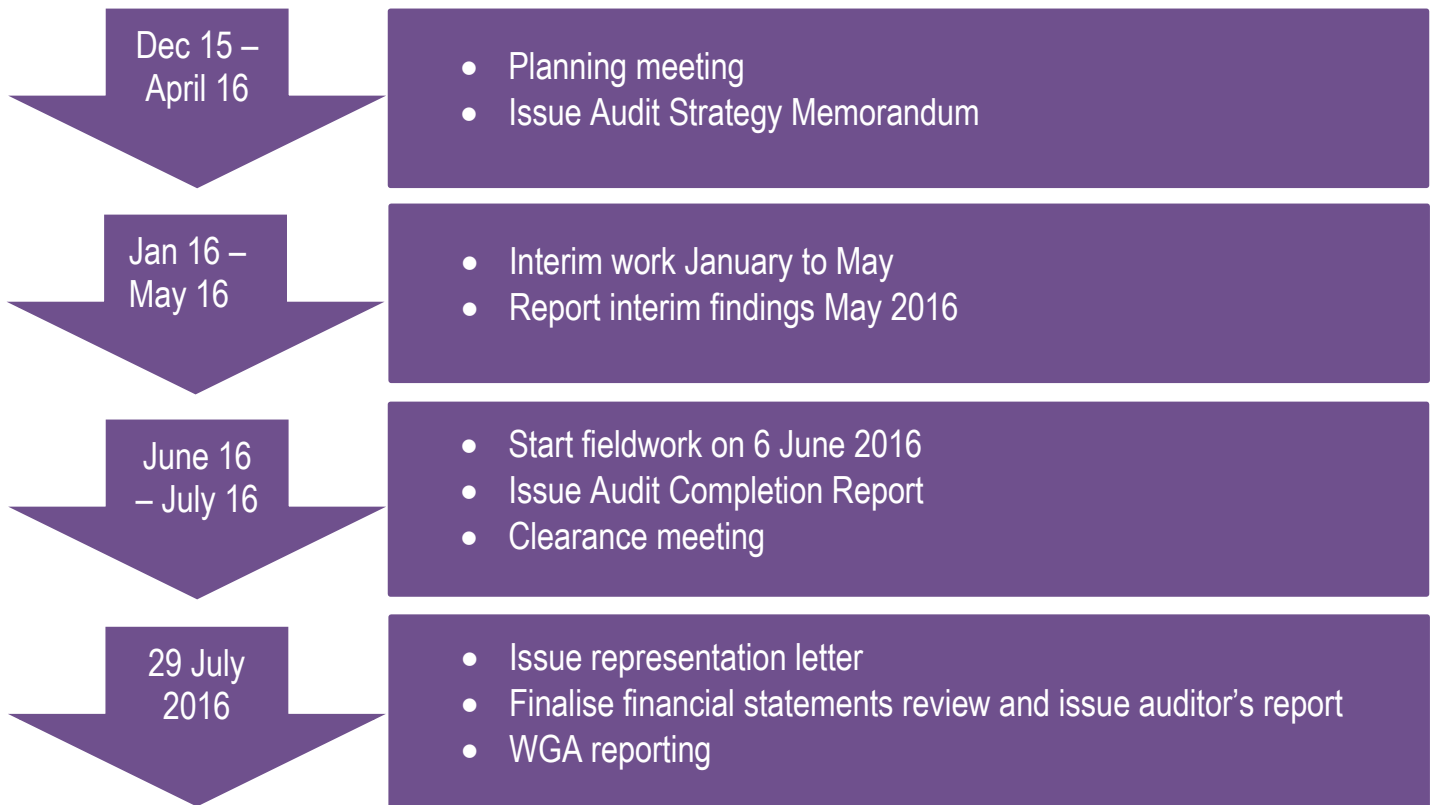 Dec 15 –
April 16
• Planning meeting
• Issue Audit Strategy Memorandum
Jan 16 –
May 16
• Interim work January to May
• Report interim findings May 2016
June 16
– July 16
• Start fieldwork on 6 June 2016
• Issue Audit Completion Report
• Clearance meeting
29 July
2016
• Issue representation letter
• Finalise financial statements review and issue auditor’s report
• WGA reporting